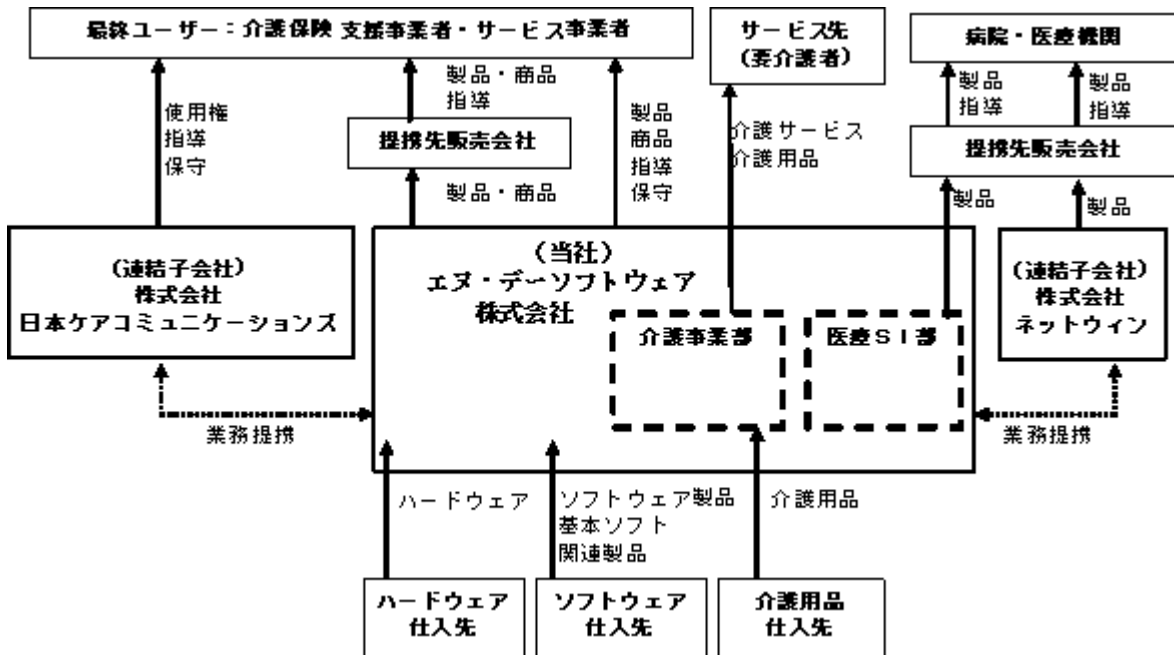 最終ユーザー：介護保険 支援事業者・サービス事業者
サービス先
（要介護者）
病院・医療機関
使用権
指導
保守
製品・商品
指導
提携先販売会社
製品・商品
製品
商品
指導
保守
介護サービス
介護用品
製品
指導
製品
指導
提携先販売会社
製品
製品
（連結子会社）
株式会社
日本ケアコミュニケーションズ
（当社）
エヌ・デーソフトウェア
株式会社
介護事業部
医療ＳＩ部
（連結子会社）
株式会社
ネットウィン
業務提携
業務提携
ハードウェア
ソフトウェア製品
基本ソフト
関連製品
介護用品
ハードウェア
仕入先
ソフトウェア
仕入先
介護用品
仕入先